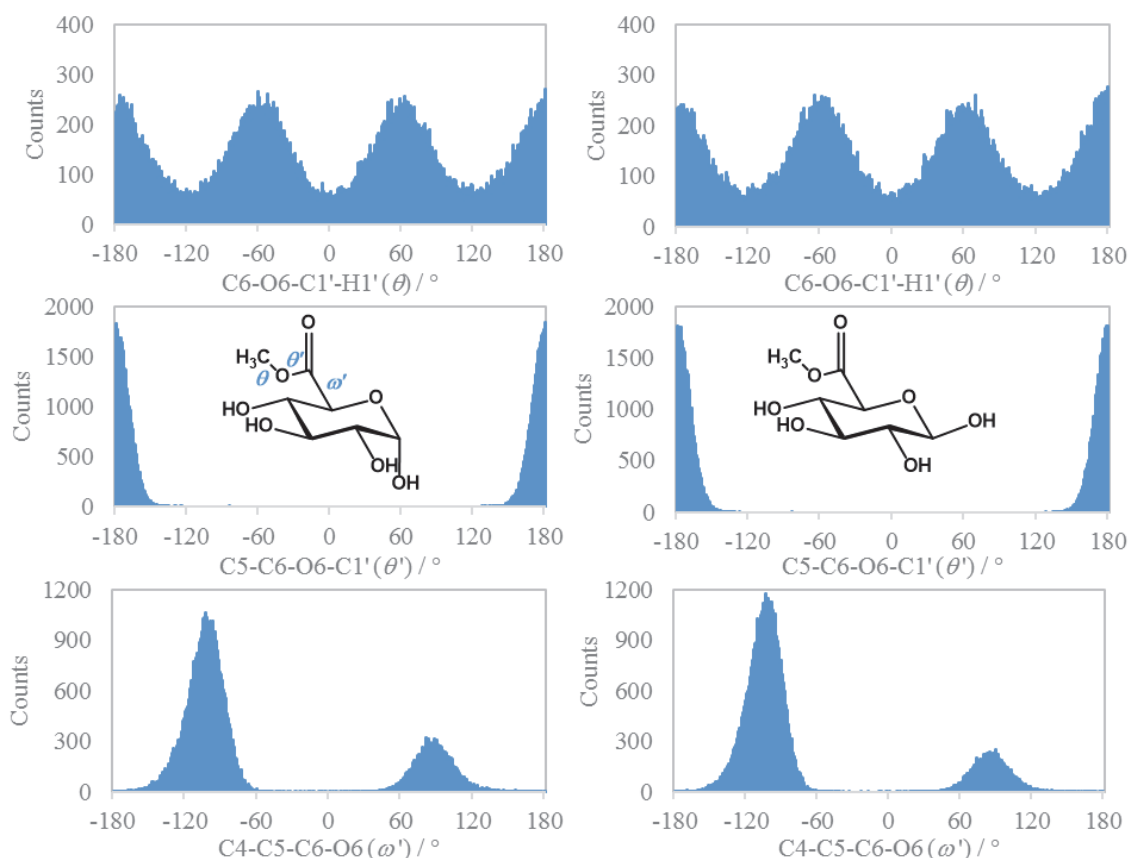 400
300
200
100
0
Counts
-180 -120 -60 0 60 120 180
C6-O6-C1'-H1' (θ) / °
400
300
200
100
0
Counts
-180 -120 -60 0 60 120 180
C6-O6-C1'-H1' (θ) / °
2000
1500
1000
500
0
Counts
O
H₃C θ'
θ O ω'
O
HO
HO
OH
OH
-180 -120 -60 0 60 120 180
C5-C6-O6-C1' (θ') / °
2000
1500
1000
500
0
Counts
O
H₃C
O
O
HO
OH
HO
OH
-180 -120 -60 0 60 120 180
C5-C6-O6-C1' (θ') / °
1200
900
600
300
0
Counts
-180 -120 -60 0 60 120 180
C4-C5-C6-O6 (ω') / °
1200
900
600
300
0
Counts
-180 -120 -60 0 60 120 180
C4-C5-C6-O6 (ω') / °